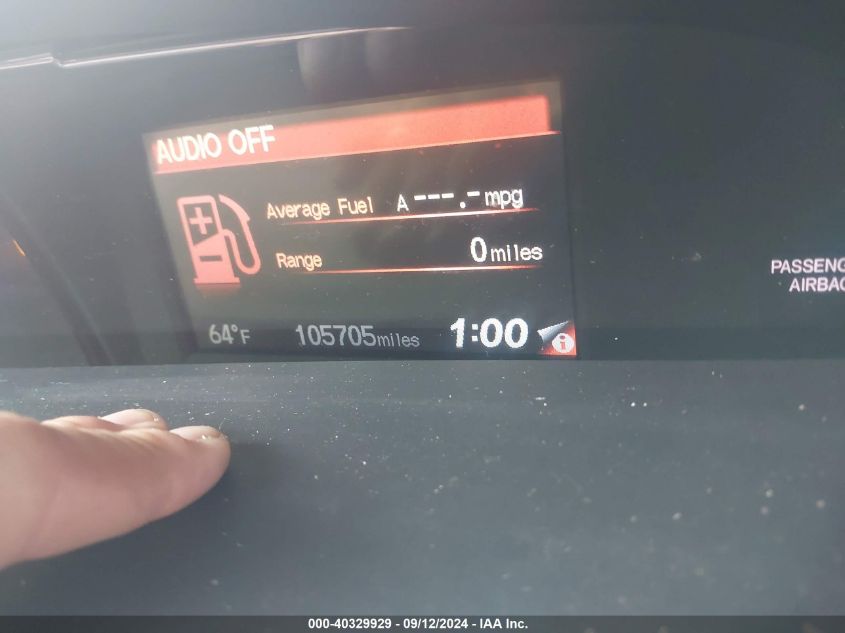 AUDIO OFF
Average Fuel A ---.- mpg
Range 0 miles
64°F 105705 miles 1:00
PASSENG
AIRBAG
000-40329929 - 09/12/2024 - IAA Inc.